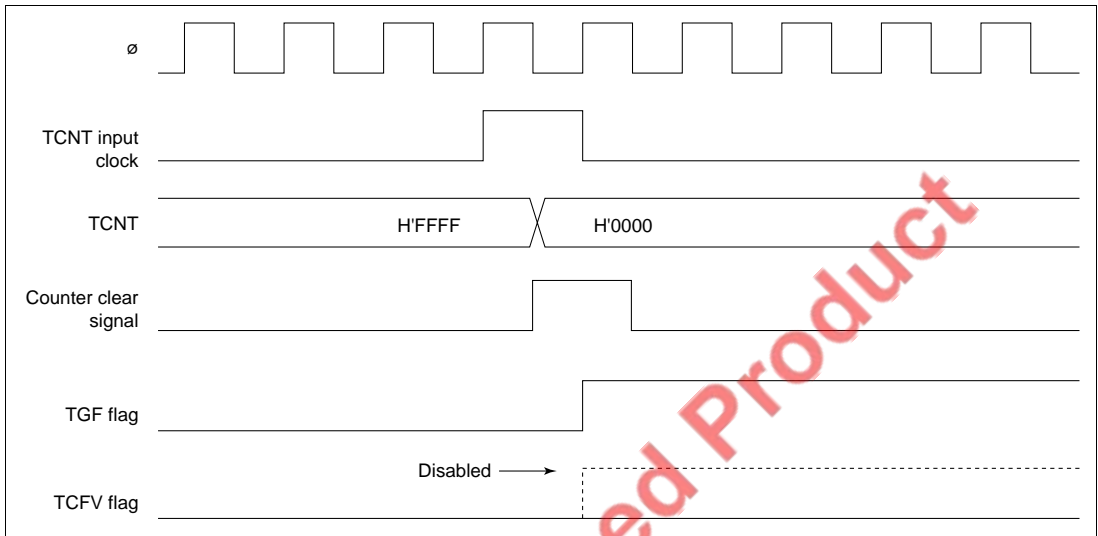 ø
TCNT input
clock
TCNT
H'FFFF
H'0000
Counter clear
signal
TGF flag
Disabled
TCFV flag
ed Product